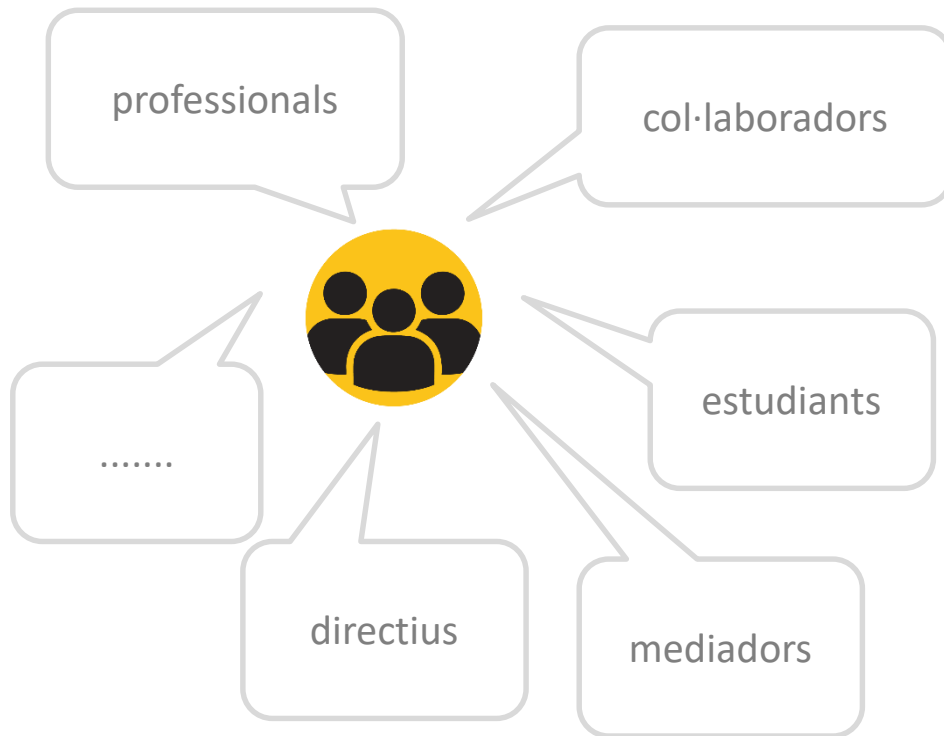 professionals
col·laboradors
estudiants
.......
directius
mediadors